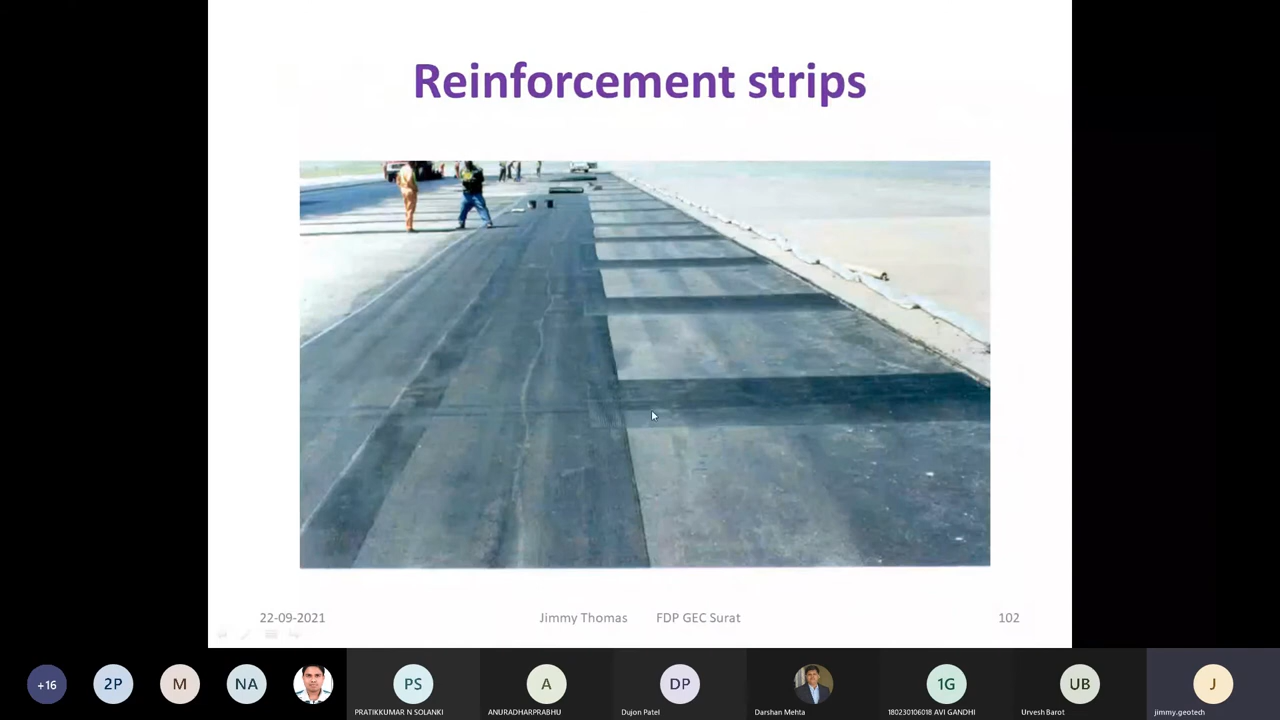 Reinforcement strips
22-09-2021
Jimmy Thomas FDP GEC Surat
102
+16
2P
M
NA
PS
A
DP
1G
UB
J
PRATIKKUMAR N SOLANKI
ANURADHARPRABHU
Dujon Patel
Darshan Mehta
180230106018 AVI GANDHI
Urvesh Barot
jimmy.geotech